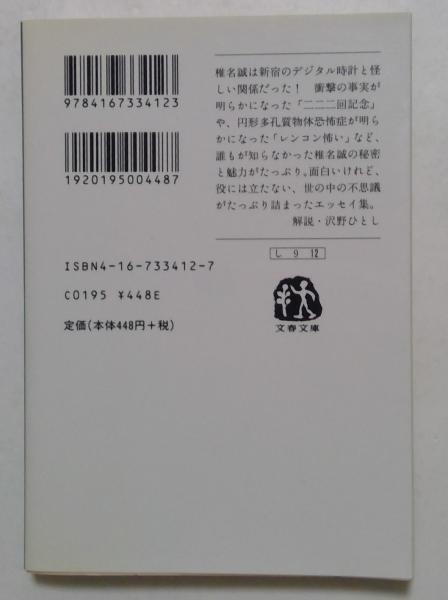 9784167334123
1920195004487
椎名誠は新宿のデジタル時計と怪
しい関係だった！ 衝撃の事実が
明らかになった「二二二回記念」
や、円形多孔質物体恐怖症が明ら
かになった「レンコン怖い」など、
誰もが知らなかった椎名誠の秘密
と魅力がたっぷり。面白いけれど、
役には立たない、世の中の不思議
がたっぷり詰まったエッセイ集。
解説・沢野ひとし
ISBN4-16-733412-7
C0195 ¥448E
定価(本体448円+税)
し 9 12
文春文庫